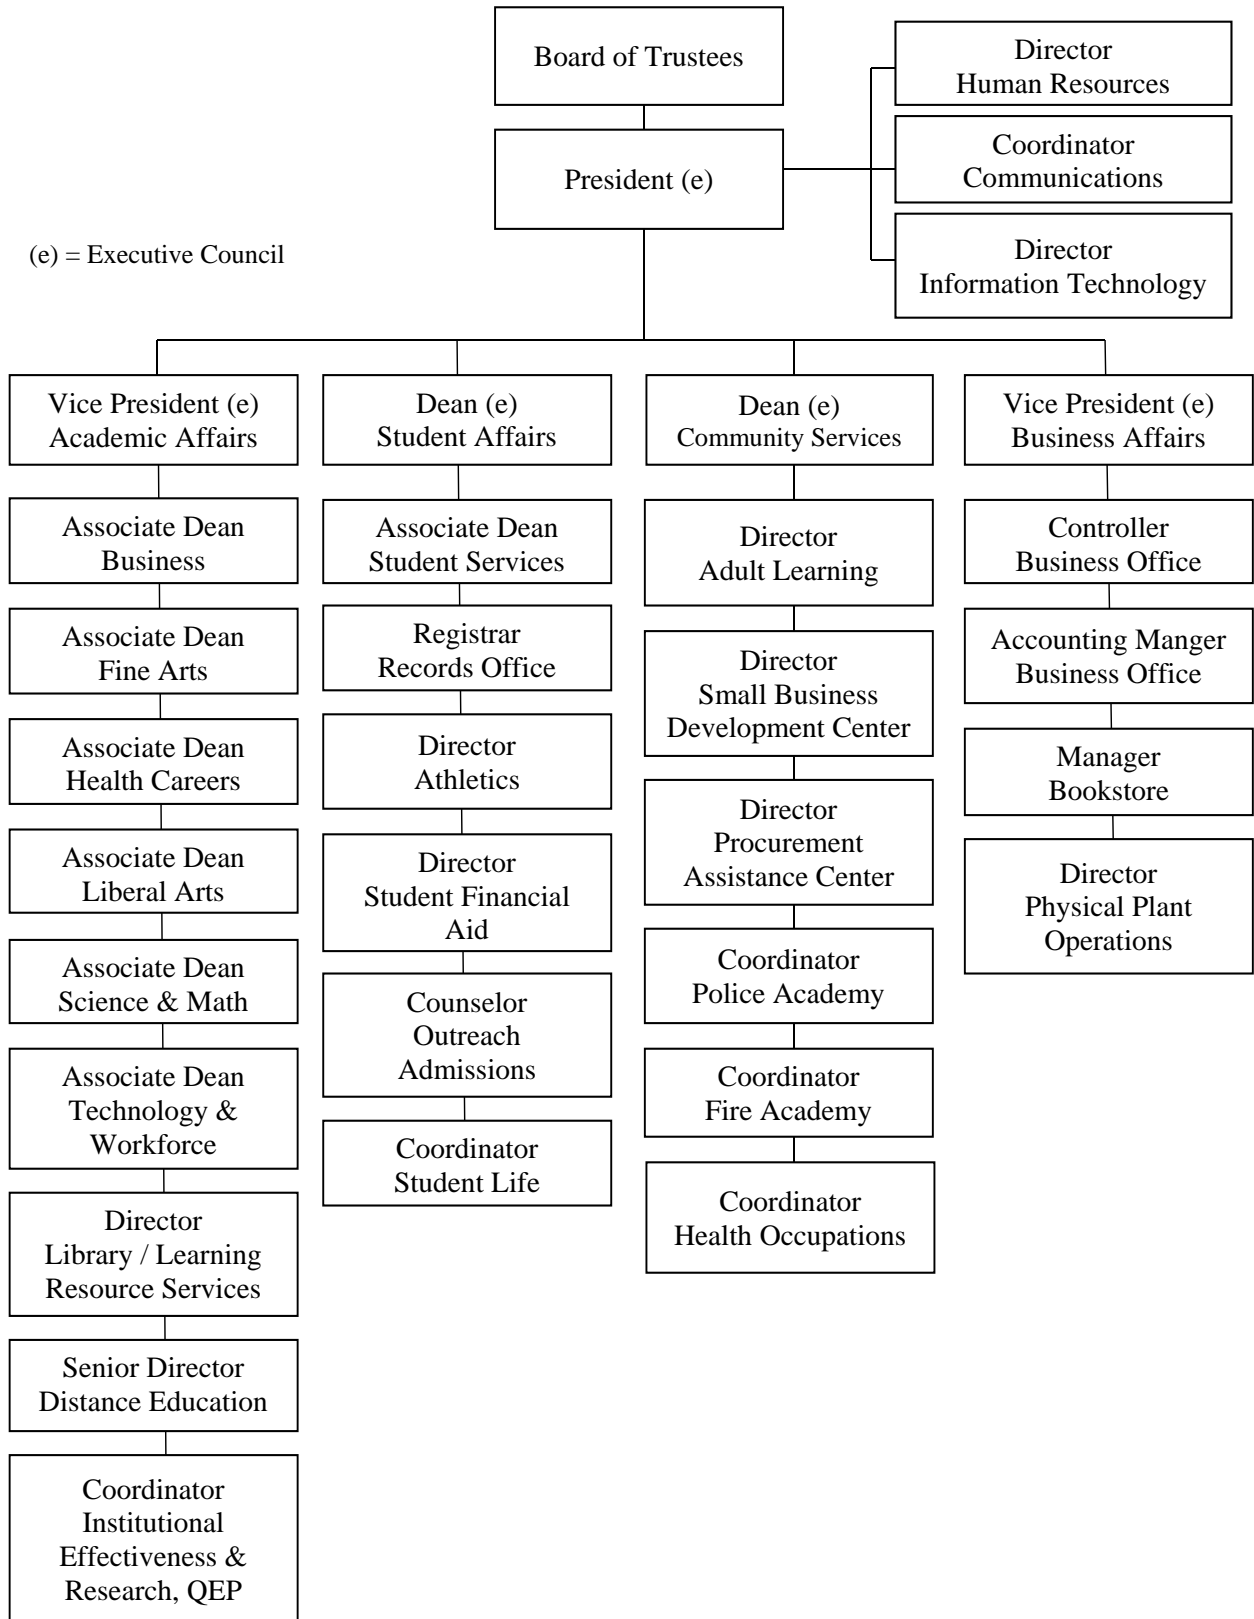 Board of Trustees
President (e)
Director
Human Resources
Coordinator
Communications
Director
Information Technology
(e) = Executive Council
Vice President (e)
Academic Affairs
Associate Dean
Business
Associate Dean
Fine Arts
Associate Dean
Health Careers
Associate Dean
Liberal Arts
Associate Dean
Science & Math
Associate Dean
Technology &
Workforce
Director
Library / Learning
Resource Services
Senior Director
Distance Education
Coordinator
Institutional
Effectiveness &
Research, QEP
Dean (e)
Student Affairs
Associate Dean
Student Services
Registrar
Records Office
Director
Athletics
Director
Student Financial
Aid
Counselor
Outreach
Admissions
Coordinator
Student Life
Dean (e)
Community Services
Director
Adult Learning
Director
Small Business
Development Center
Director
Procurement
Assistance Center
Coordinator
Police Academy
Coordinator
Fire Academy
Coordinator
Health Occupations
Vice President (e)
Business Affairs
Controller
Business Office
Accounting Manger
Business Office
Manager
Bookstore
Director
Physical Plant
Operations